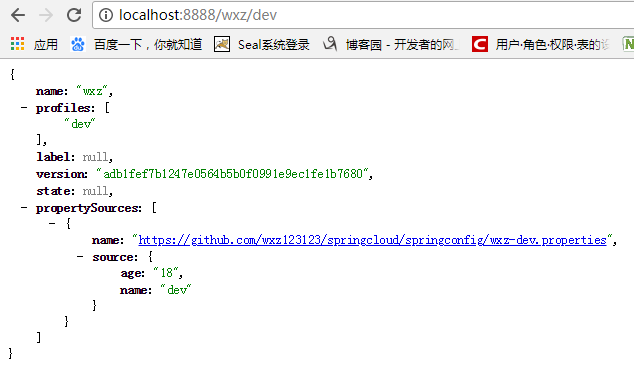 localhost:8888/wxz/dev
应用 百度一下，你就知道 Seal系统登录 博客园 - 开发者的网 用户·角色·权限·表的设
{
name: "wxz",
- profiles: [
"dev"
],
label: null,
version: "adb1fef7b1247e0564b5b0f0991e9ec1fe1b7680",
state: null,
- propertySources: [
- {
name: "https://github.com/wxz123123/springcloud/springconfig/wxz-dev.properties",
- source: {
age: "18",
name: "dev"
}
}
]
}